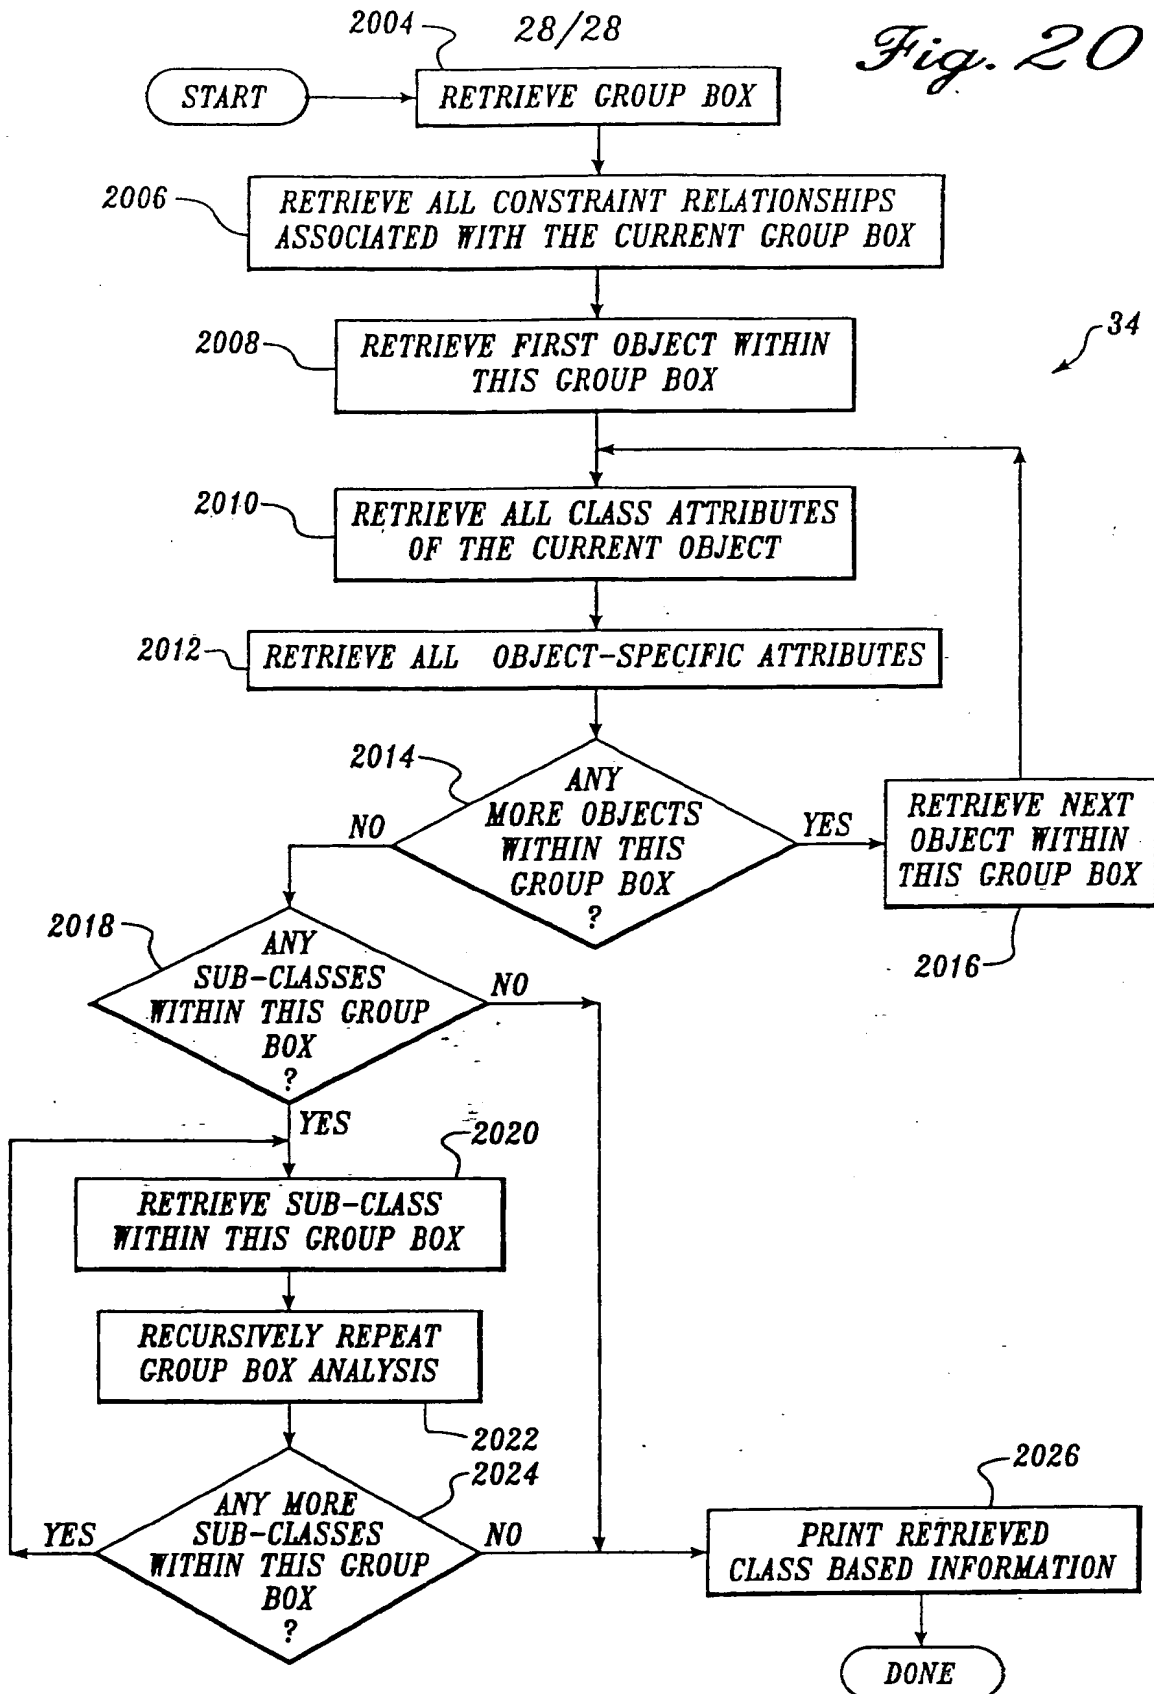 28/28
Fig. 20
2004
START
RETRIEVE GROUP BOX
2006
RETRIEVE ALL CONSTRAINT RELATIONSHIPS
ASSOCIATED WITH THE CURRENT GROUP BOX
2008
RETRIEVE FIRST OBJECT WITHIN
THIS GROUP BOX
34
2010
RETRIEVE ALL CLASS ATTRIBUTES
OF THE CURRENT OBJECT
2012
RETRIEVE ALL OBJECT-SPECIFIC ATTRIBUTES
2014
ANY
MORE OBJECTS
WITHIN THIS
GROUP BOX
?
NO
YES
RETRIEVE NEXT
OBJECT WITHIN
THIS GROUP BOX
2016
2018
ANY
SUB-CLASSES
WITHIN THIS GROUP
BOX
?
NO
YES
2020
RETRIEVE SUB-CLASS
WITHIN THIS GROUP BOX
RECURSIVELY REPEAT
GROUP BOX ANALYSIS
2022
2024
ANY MORE
SUB-CLASSES
WITHIN THIS GROUP
BOX
?
YES
NO
2026
PRINT RETRIEVED
CLASS BASED INFORMATION
DONE